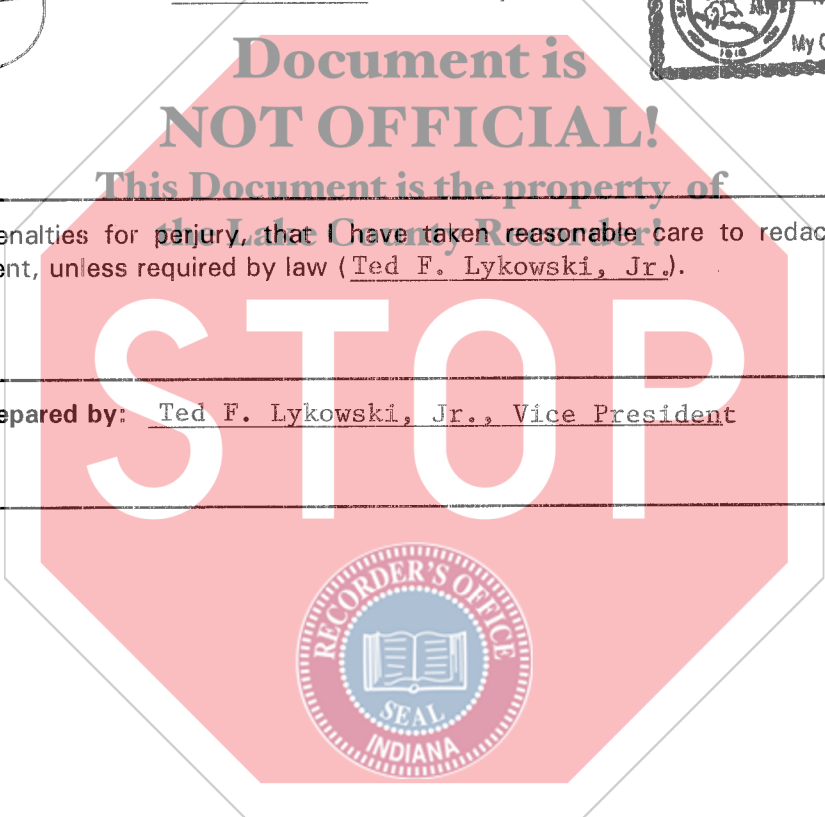 1816
My C
Document is
NOT OFFICIAL!
This Document is the property of
the Lake County Recorder!
enalties for perjury, that I have taken reasonable care to redac
ent, unless required by law (Ted F. Lykowski, Jr.).
STOP
epared by: Ted F. Lykowski, Jr., Vice President
RECORDER'S OFFICE
SEAL
INDIANA